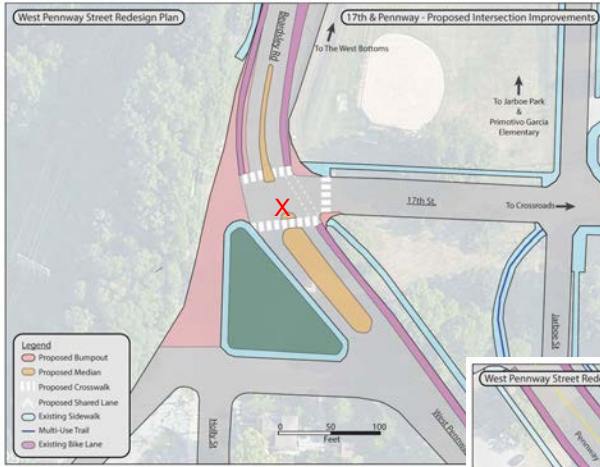 West Pennway Street Redesign Plan
17th & Pennway - Proposed Intersection Improvements
Beardsley Rd
To The West Bottoms
To Jarboe Park
&
Primotivo Garcia
Elementary
17th St.
To Crossroads
X
Jarboe St
Legend
Proposed Bumpout
Proposed Median
Proposed Crosswalk
Proposed Shared Lane
Existing Sidewalk
Multi-Use Trail
Existing Bike Lane
Holly St
0 50 100
Feet
West Pennw
West Pennway Street Rede
Pennway